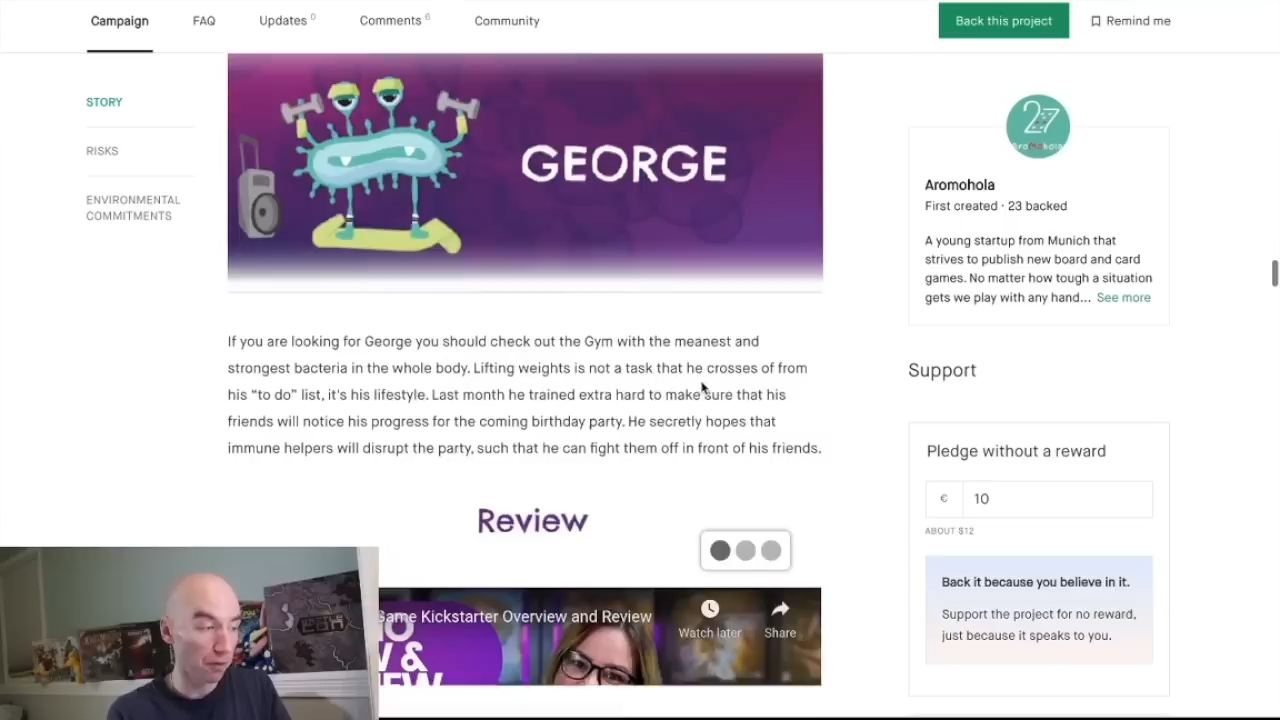 Campaign
FAQ
Updates 0
Comments 6
Community
Back this project
Remind me
STORY
RISKS
ENVIRONMENTAL
COMMITMENTS
GEORGE
If you are looking for George you should check out the Gym with the meanest and
strongest bacteria in the whole body. Lifting weights is not a task that he crosses of from
his “to do” list, it's his lifestyle. Last month he trained extra hard to make sure that his
friends will notice his progress for the coming birthday party. He secretly hopes that
immune helpers will disrupt the party, such that he can fight them off in front of his friends.
Review
Game Kickstarter Overview and Review
Watch later
Share
27
Aromohola
First created · 23 backed
A young startup from Munich that
strives to publish new board and card
games. No matter how tough a situation
gets we play with any hand... See more
Support
Pledge without a reward
€ 10
ABOUT $12
Back it because you believe in it.
Support the project for no reward,
just because it speaks to you.